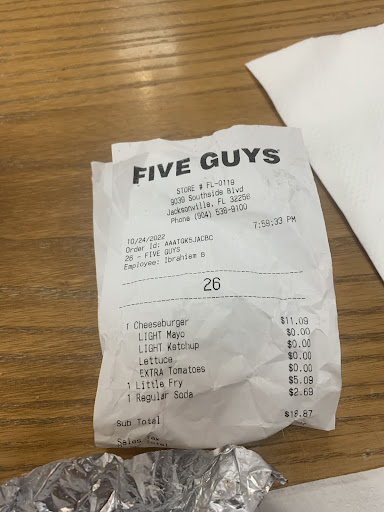 FIVE GUYS
STORE # FL-0119
9039 Southside Blvd
Jacksonville, FL 32256
Phone (904) 538-9100
10/24/2022 7:59:33 PM
Order Id: AAATGK5JACBC
26 - FIVE GUYS
Employee: Ibrahiem B
26
1 Cheeseburger $11.09
LIGHT Mayo $0.00
LIGHT Ketchup $0.00
Lettuce $0.00
EXTRA Tomatoes $0.00
1 Little Fry $5.09
1 Regular Soda $2.69
Sub Total $18.87
Sales Tax